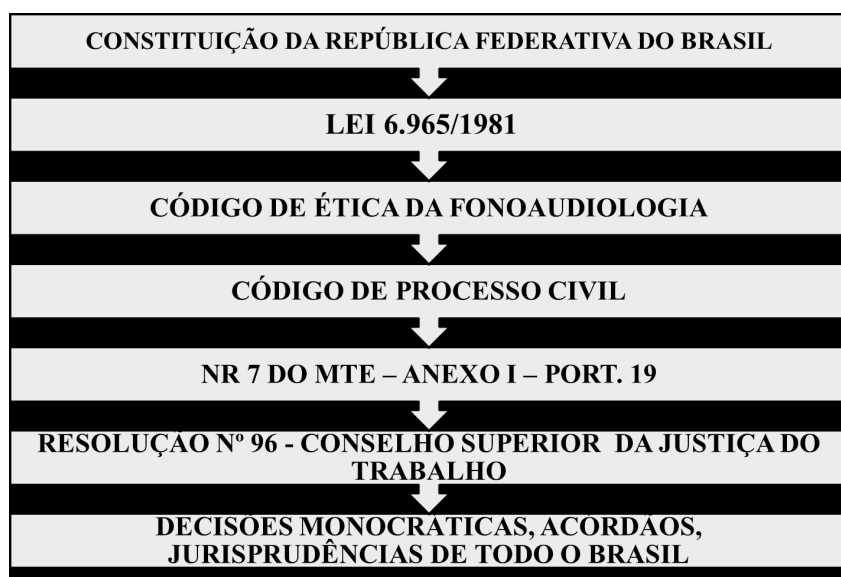 CONSTITUIÇÃO DA REPÚBLICA FEDERATIVA DO BRASIL
LEI 6.965/1981
CÓDIGO DE ÉTICA DA FONOAUDIOLOGIA
CÓDIGO DE PROCESSO CIVIL
NR 7 DO MTE – ANEXO I – PORT. 19
RESOLUÇÃO Nº 96 - CONSELHO SUPERIOR DA JUSTIÇA DO
TRABALHO
DECISÕES MONOCRÁTICAS, ACÓRDÃOS,
JURISPRUDÊNCIAS DE TODO O BRASIL